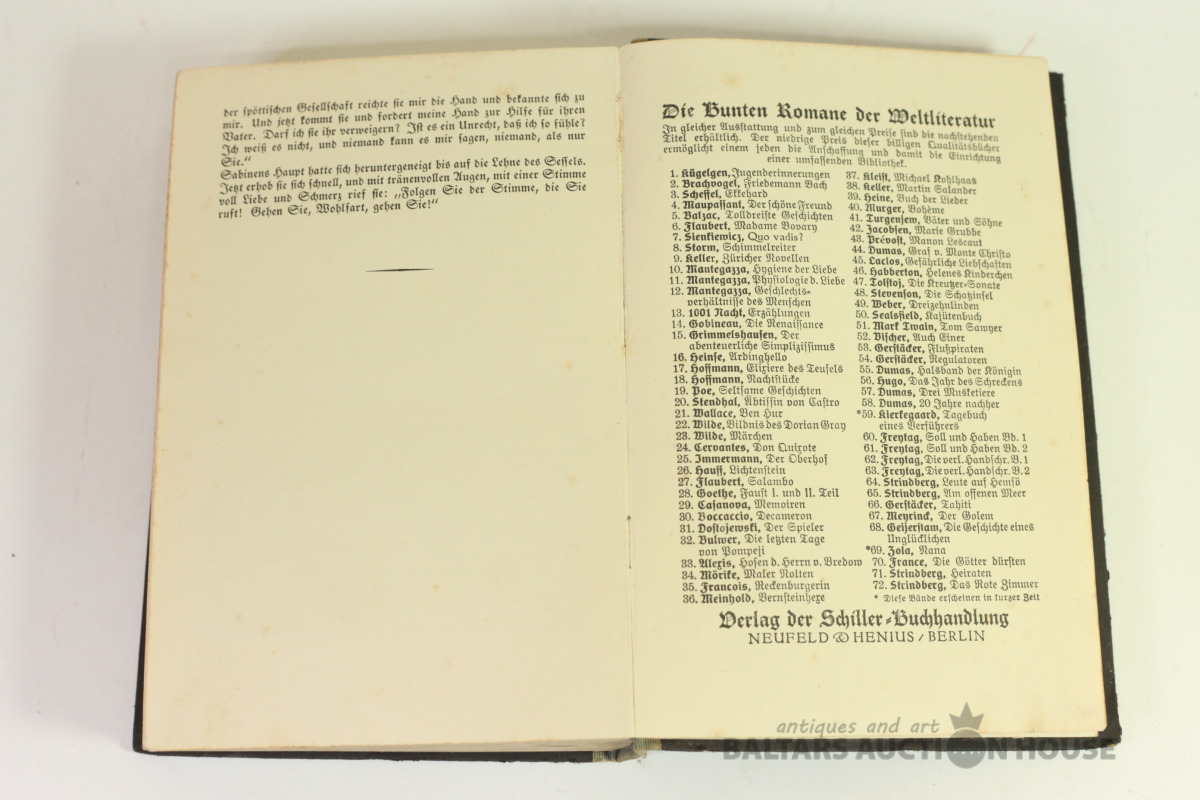 der spöttischen Gesellschaft reichte sie mir die Hand und bekannte sich zu
mir. Und jetzt kommt sie und fordert meine Hand zur Hilfe für ihren
Vater. Darf ich sie ihr verweigern? Ist es ein Unrecht, daß ich so fühle?
Ich weiß es nicht, und niemand kann es mir sagen, niemand, als nur
Sie.“
Sabinens Haupt hatte sich heruntergeneigt bis auf die Lehne des Sessels.
Jetzt erhob sie sich schnell, und mit tränenvollen Augen, mit einer Stimme
voll Liebe und Schmerz rief sie: „Folgen Sie der Stimme, die Sie
ruft! Gehen Sie, Wohlfart, gehen Sie!“
Die Bunten Romane der Weltliteratur
In gleicher Ausstattung und zum gleichen Preise sind die nachstehenden
Titel erhältlich. Der niedrige Preis dieser billigen Qualitätsbücher
ermöglicht einem jeden die Anschaffung und damit die Einrichtung
einer umfassenden Bibliothek.
1. Kügelgen, Jugenderinnerungen
2. Brachvogel, Friedemann Bach
3. Scheffel, Ekkehard
4. Maupassant, Der schöne Freund
5. Balzac, Tolldreiste Geschichten
6. Flaubert, Madame Bovary
7. Sienkiewicz, Quo vadis?
8. Storm, Schimmelreiter
9. Keller, Züricher Novellen
10. Mantegazza, Hygiene der Liebe
11. Mantegazza, Physiologie d. Liebe
12. Mantegazza, Geschlechts-
verhältnisse des Menschen
13. 1001 Nacht, Erzählungen
14. Gobineau, Die Renaissance
15. Grimmelshausen, Der
abenteuerliche Simplizissimus
16. Heinse, Ardinghello
17. Hoffmann, Elixiere des Teufels
18. Hoffmann, Nachtstücke
19. Poe, Seltsame Geschichten
20. Stendhal, Äbtissin von Castro
21. Wallace, Ben Hur
22. Wilde, Bildnis des Dorian Gray
23. Wilde, Märchen
24. Cervantes, Don Quixote
25. Immermann, Der Oberhof
26. Hauff, Lichtenstein
27. Flaubert, Salambo
28. Goethe, Faust I. und II. Teil
29. Casanova, Memoiren
30. Boccaccio, Decameron
31. Dostojewski, Der Spieler
32. Bulwer, Die letzten Tage
von Pompeji
33. Alexis, Hosen d. Herrn v. Bredow
34. Mörike, Maler Nolten
35. Francois, Reckenburgerin
36. Meinhold, Bernsteinhexe
37. Kleist, Michael Kohlhaas
38. Keller, Martin Salander
39. Heine, Buch der Lieder
40. Murger, Bohème
41. Turgenjew, Väter und Söhne
42. Jacobsen, Marie Grubbe
43. Prévost, Manon Lescaut
44. Dumas, Graf v. Monte Christo
45. Laclos, Gefährliche Liebschaften
46. Habberton, Helenes Kinderchen
47. Tolstoj, Die Kreutzer-Sonate
48. Stevenson, Die Schatzinsel
49. Weber, Dreizehnlinden
50. Sealsfield, Kajütenbuch
51. Mark Twain, Tom Sawyer
52. Vischer, Auch Einer
53. Gerstäcker, Flußpiraten
54. Gerstäcker, Regulatoren
55. Dumas, Halsband der Königin
56. Hugo, Das Jahr des Schreckens
57. Dumas, Drei Musketiere
58. Dumas, 20 Jahre nachher
*59. Kierkegaard, Tagebuch
eines Verführers
60. Freytag, Soll und Haben Bd. 1
61. Freytag, Soll und Haben Bd. 2
62. Freytag, Die verl. Handschr. B. 1
63. Freytag, Die verl. Handschr. B. 2
64. Strindberg, Leute auf Hemsö
65. Strindberg, Am offenen Meer
66. Gerstäcker, Tahiti
67. Meyrinck, Der Golem
68. Geijerstam, Die Geschichte eines
Unglücklichen
*69. Zola, Nana
70. France, Die Götter dürsten
71. Strindberg, Heiraten
72. Strindberg, Das Rote Zimmer
* Diese Bände erscheinen in kurzer Zeit
Verlag der Schiller-Buchhandlung
NEUFELD & HENIUS / BERLIN
antiques and art
BALTARS AUCTION HOUSE